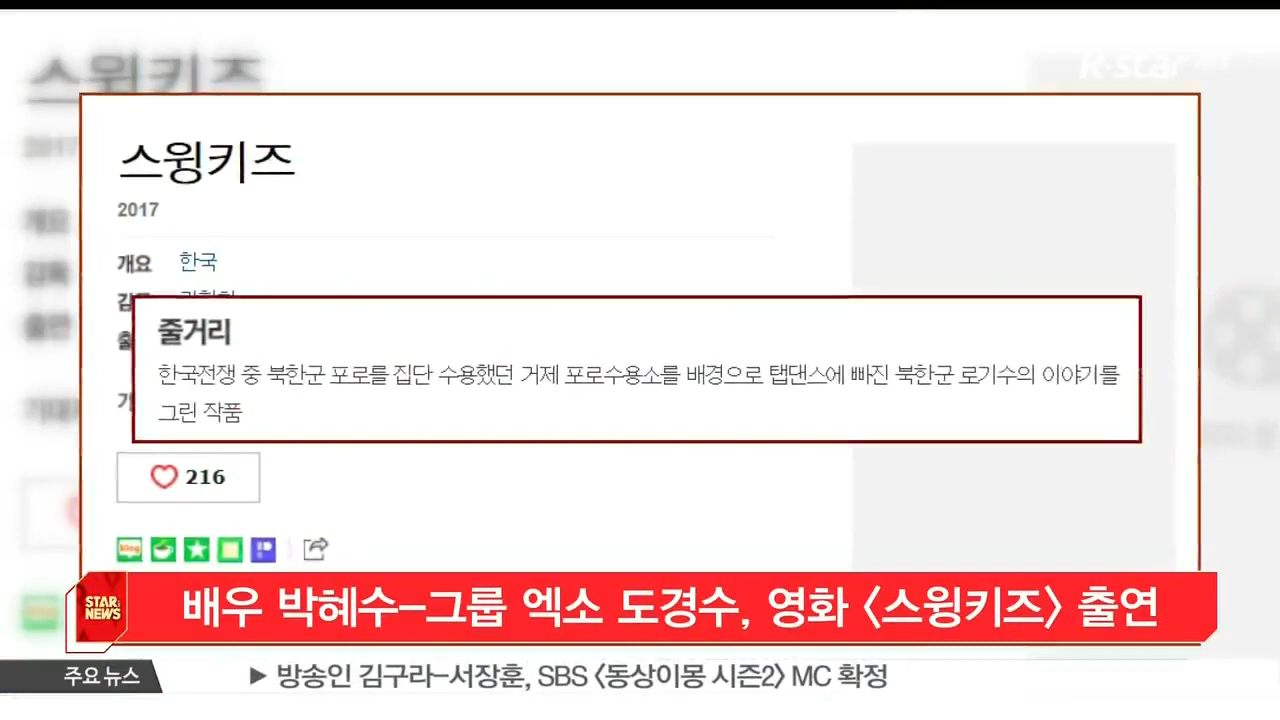 K-star
스윙키즈
2017
개요 한국
줄거리
한국전쟁 중 북한군 포로를 집단 수용했던 거제 포로수용소를 배경으로 탭댄스에 빠진 북한군 로기수의 이야기를
그린 작품
216
blog
STAR NEWS
배우 박혜수-그룹 엑소 도경수, 영화 <스윙키즈> 출연
주요 뉴스
▶ 방송인 김구라-서장훈, SBS <동상이몽 시즌2> MC 확정